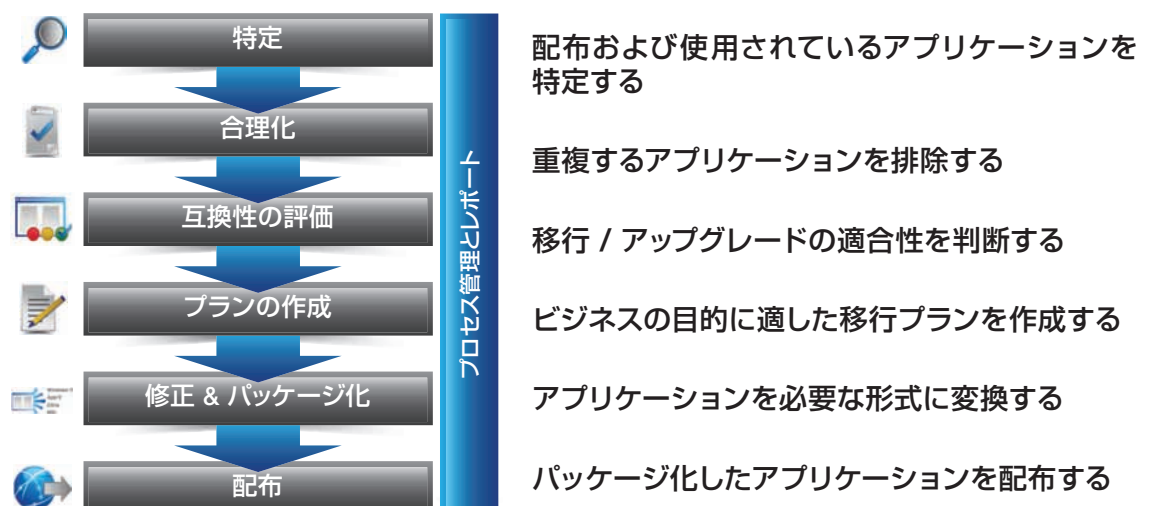 特定
配布および使用されているアプリケーションを
特定する
合理化
重複するアプリケーションを排除する
互換性の評価
移行 / アップグレードの適合性を判断する
プランの作成
ビジネスの目的に適した移行プランを作成する
修正 & パッケージ化
アプリケーションを必要な形式に変換する
配布
パッケージ化したアプリケーションを配布する
プロセス管理とレポート